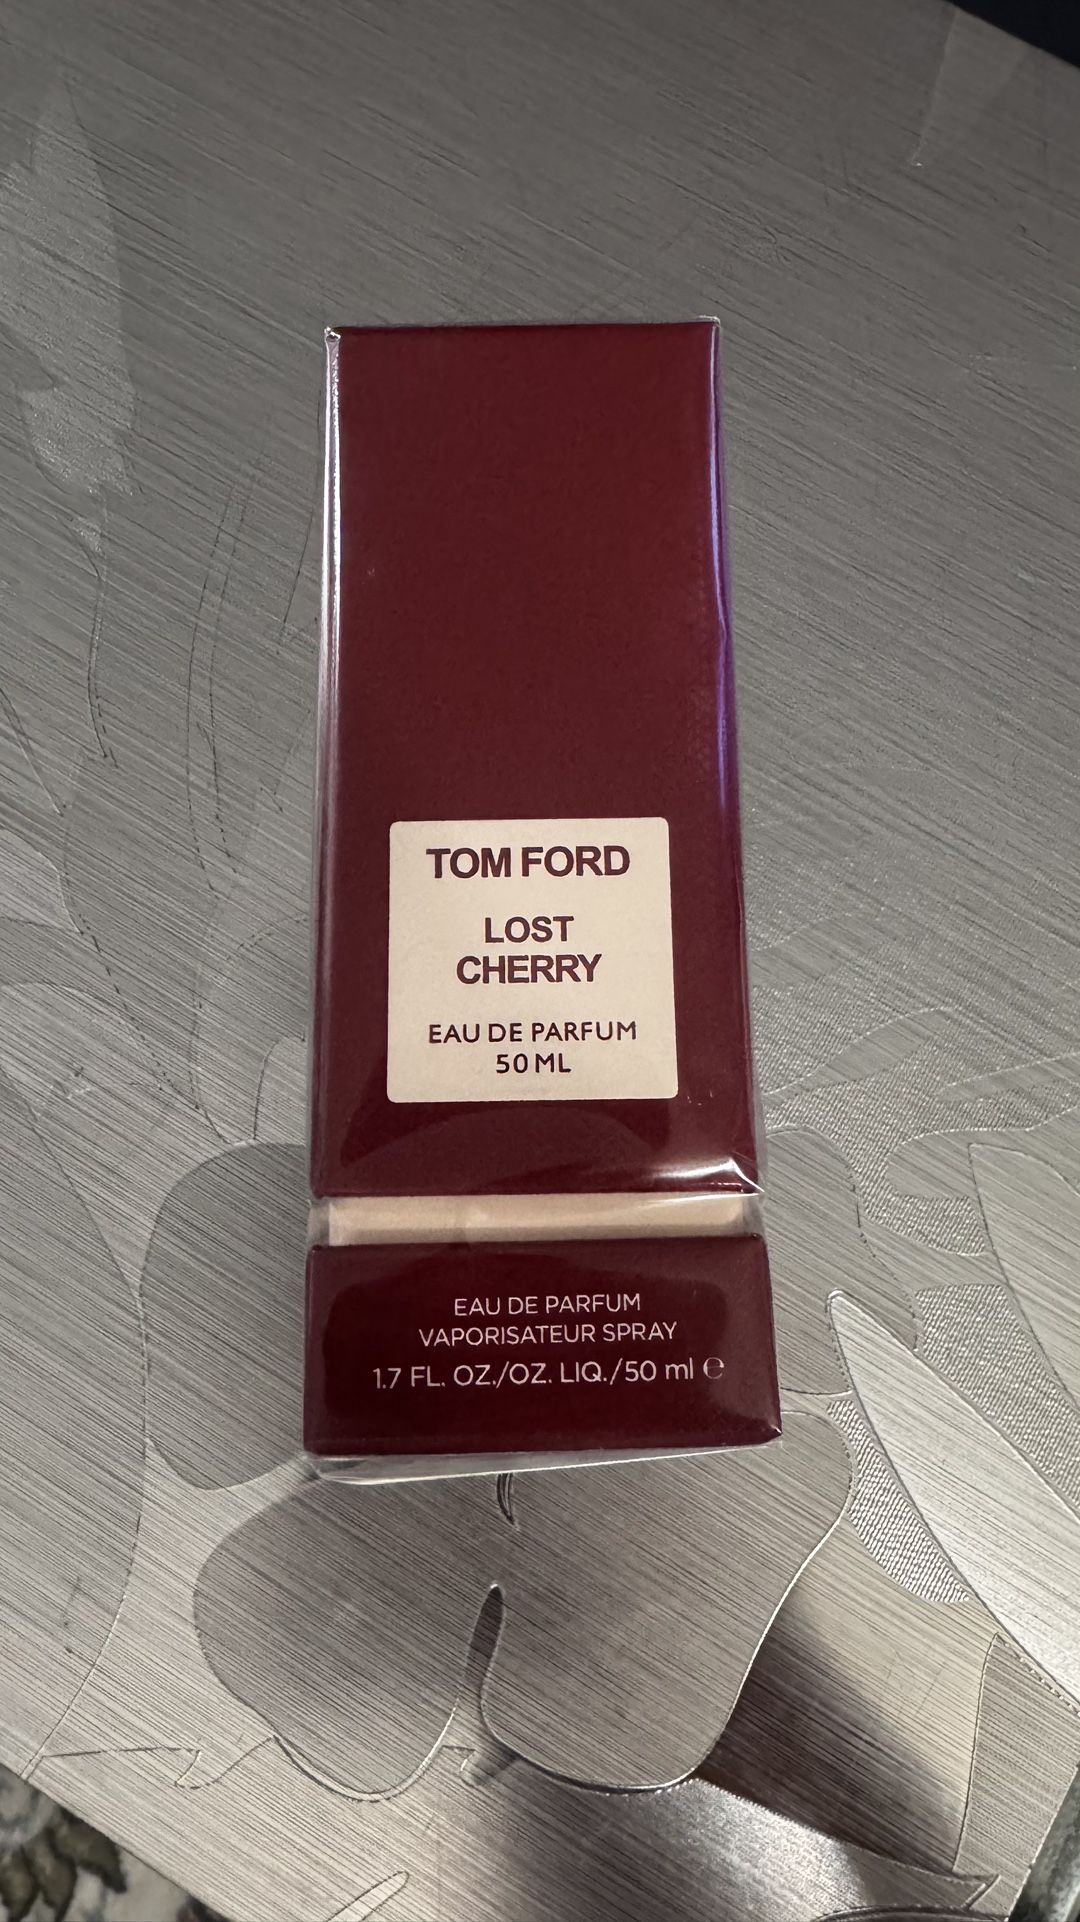 TOM FORD
LOST
CHERRY
EAU DE PARFUM
50 ML
EAU DE PARFUM
VAPORISATEUR SPRAY
1.7 FL. OZ./OZ. LIQ./50 ml ℮